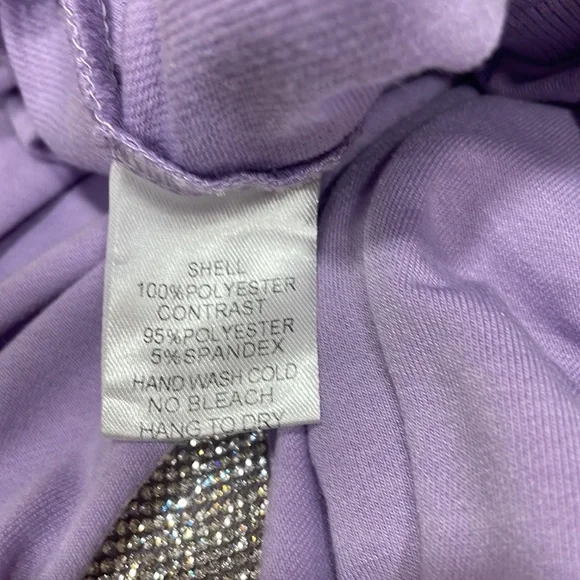 SHELL
100%POLYESTER
CONTRAST
95%POLYESTER
5%SPANDEX
HAND WASH COLD
NO BLEACH
HANG TO DRY